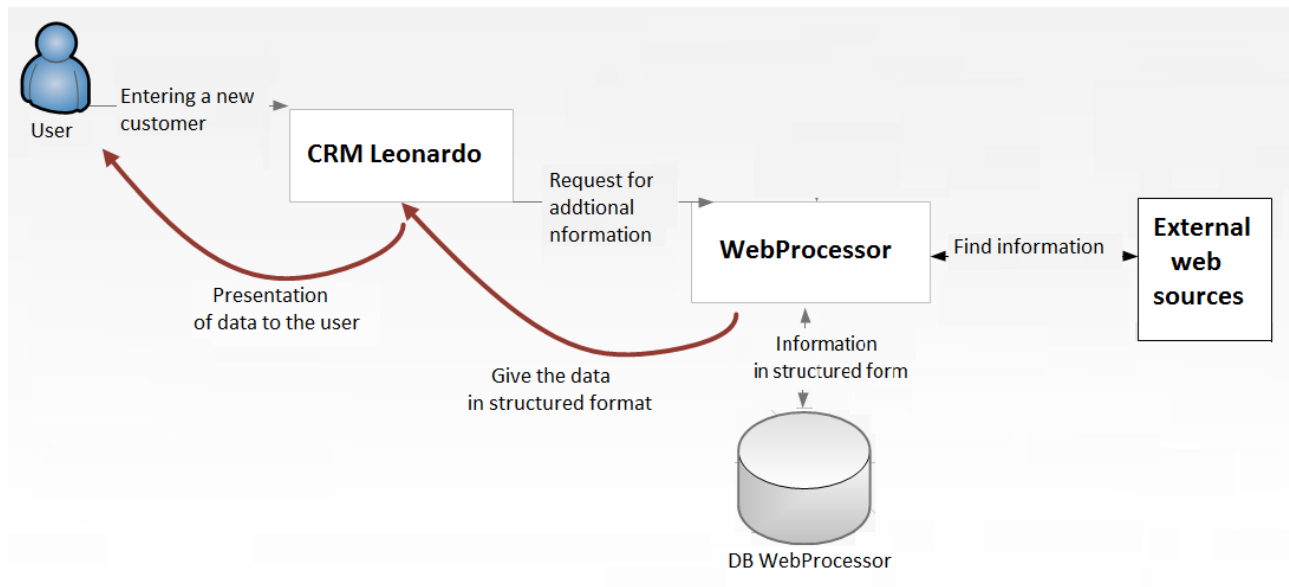 Entering a new
customer
User
CRM Leonardo
Request for
addtional
nformation
WebProcessor
Find information
External
web
sources
Presentation
of data to the user
Give the data
in structured format
Information
in structured form
DB WebProcessor